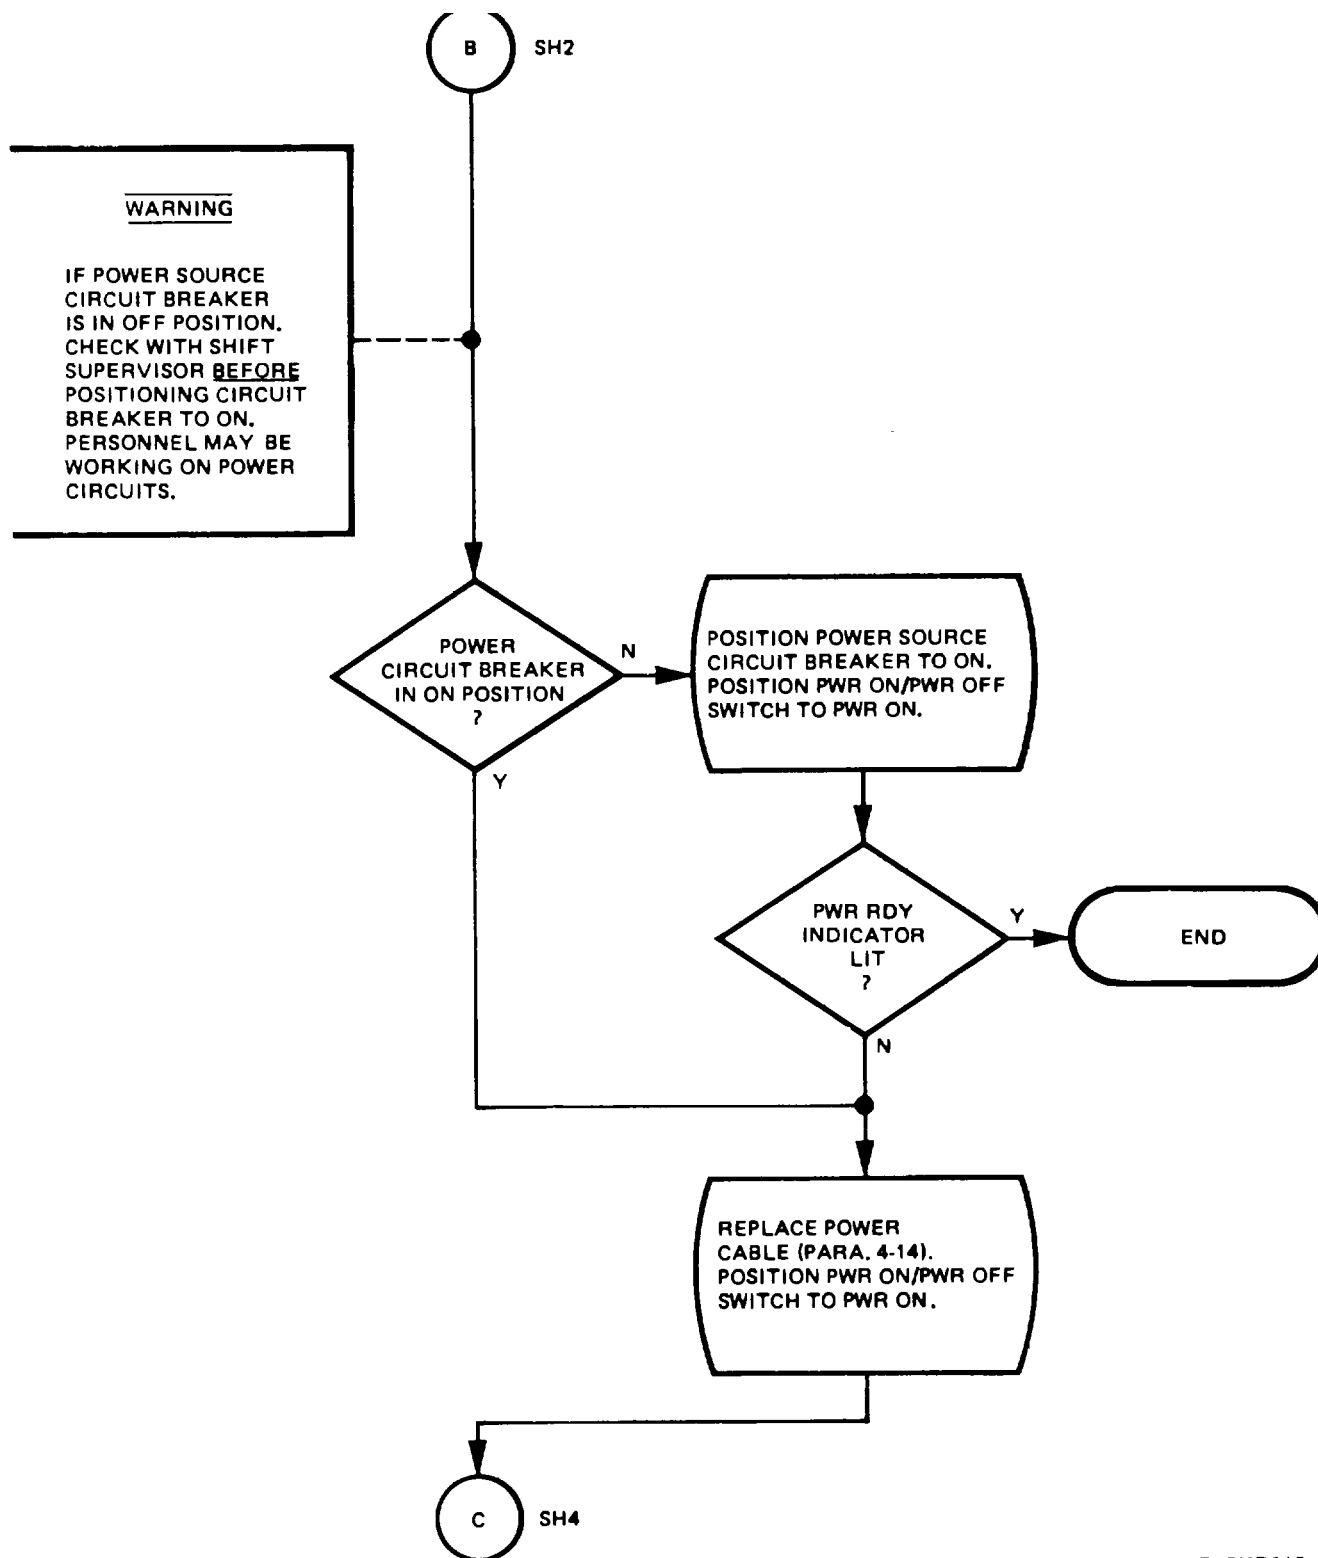 B SH2
WARNING
IF POWER SOURCE
CIRCUIT BREAKER
IS IN OFF POSITION.
CHECK WITH SHIFT
SUPERVISOR BEFORE
POSITIONING CIRCUIT
BREAKER TO ON.
PERSONNEL MAY BE
WORKING ON POWER
CIRCUITS.
POWER
CIRCUIT BREAKER
IN ON POSITION
?
N
Y
POSITION POWER SOURCE
CIRCUIT BREAKER TO ON.
POSITION PWR ON/PWR OFF
SWITCH TO PWR ON.
PWR RDY
INDICATOR
LIT
?
Y
N
END
REPLACE POWER
CABLE (PARA. 4-14).
POSITION PWR ON/PWR OFF
SWITCH TO PWR ON.
C SH4